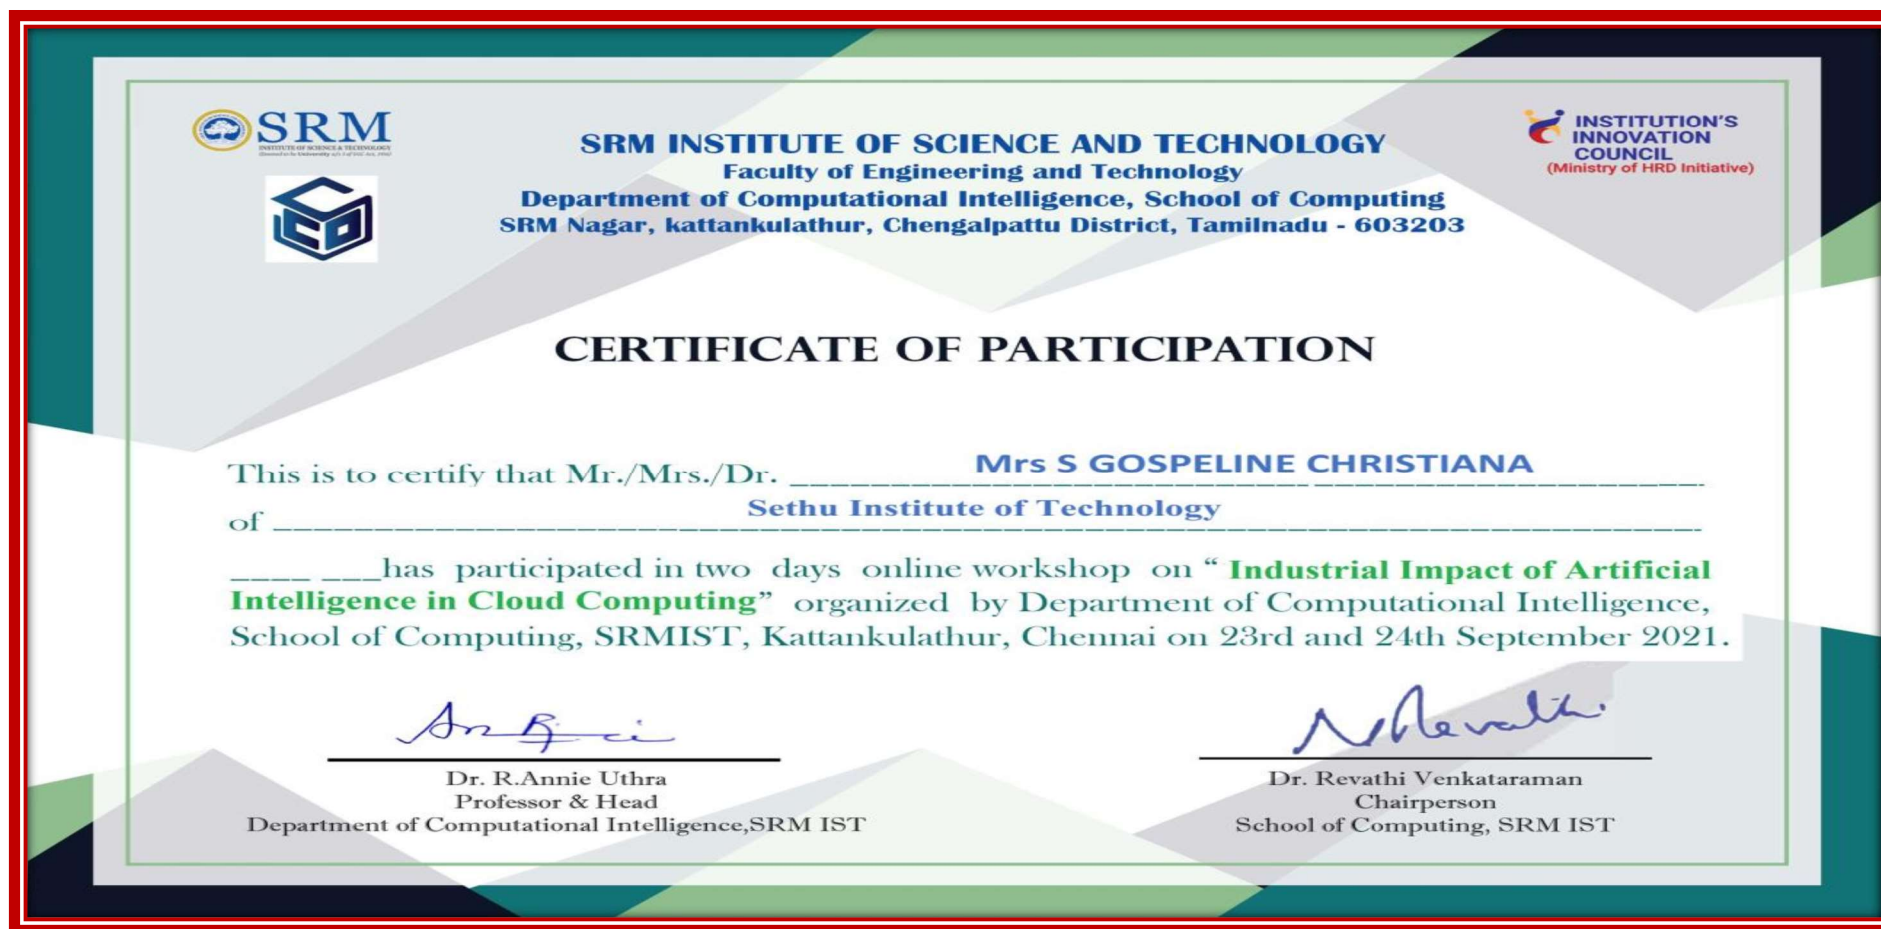 SRM
INSTITUTE OF SCIENCE & TECHNOLOGY
INSTITUTION'S
INNOVATION
COUNCIL
(Ministry of HRD Initiative)
SRM INSTITUTE OF SCIENCE AND TECHNOLOGY
Faculty of Engineering and Technology
Department of Computational Intelligence, School of Computing
SRM Nagar, kattankulathur, Chengalpattu District, Tamilnadu - 603203
CERTIFICATE OF PARTICIPATION
This is to certify that Mr./Mrs./Dr. Mrs S GOSPELINE CHRISTIANA
of Sethu Institute of Technology
has participated in two days online workshop on “ Industrial Impact of Artificial
Intelligence in Cloud Computing” organized by Department of Computational Intelligence,
School of Computing, SRMIST, Kattankulathur, Chennai on 23rd and 24th September 2021.
Dr. R.Annie Uthra
Professor & Head
Department of Computational Intelligence,SRM IST
N Revathi.
Dr. Revathi Venkataraman
Chairperson
School of Computing, SRM IST